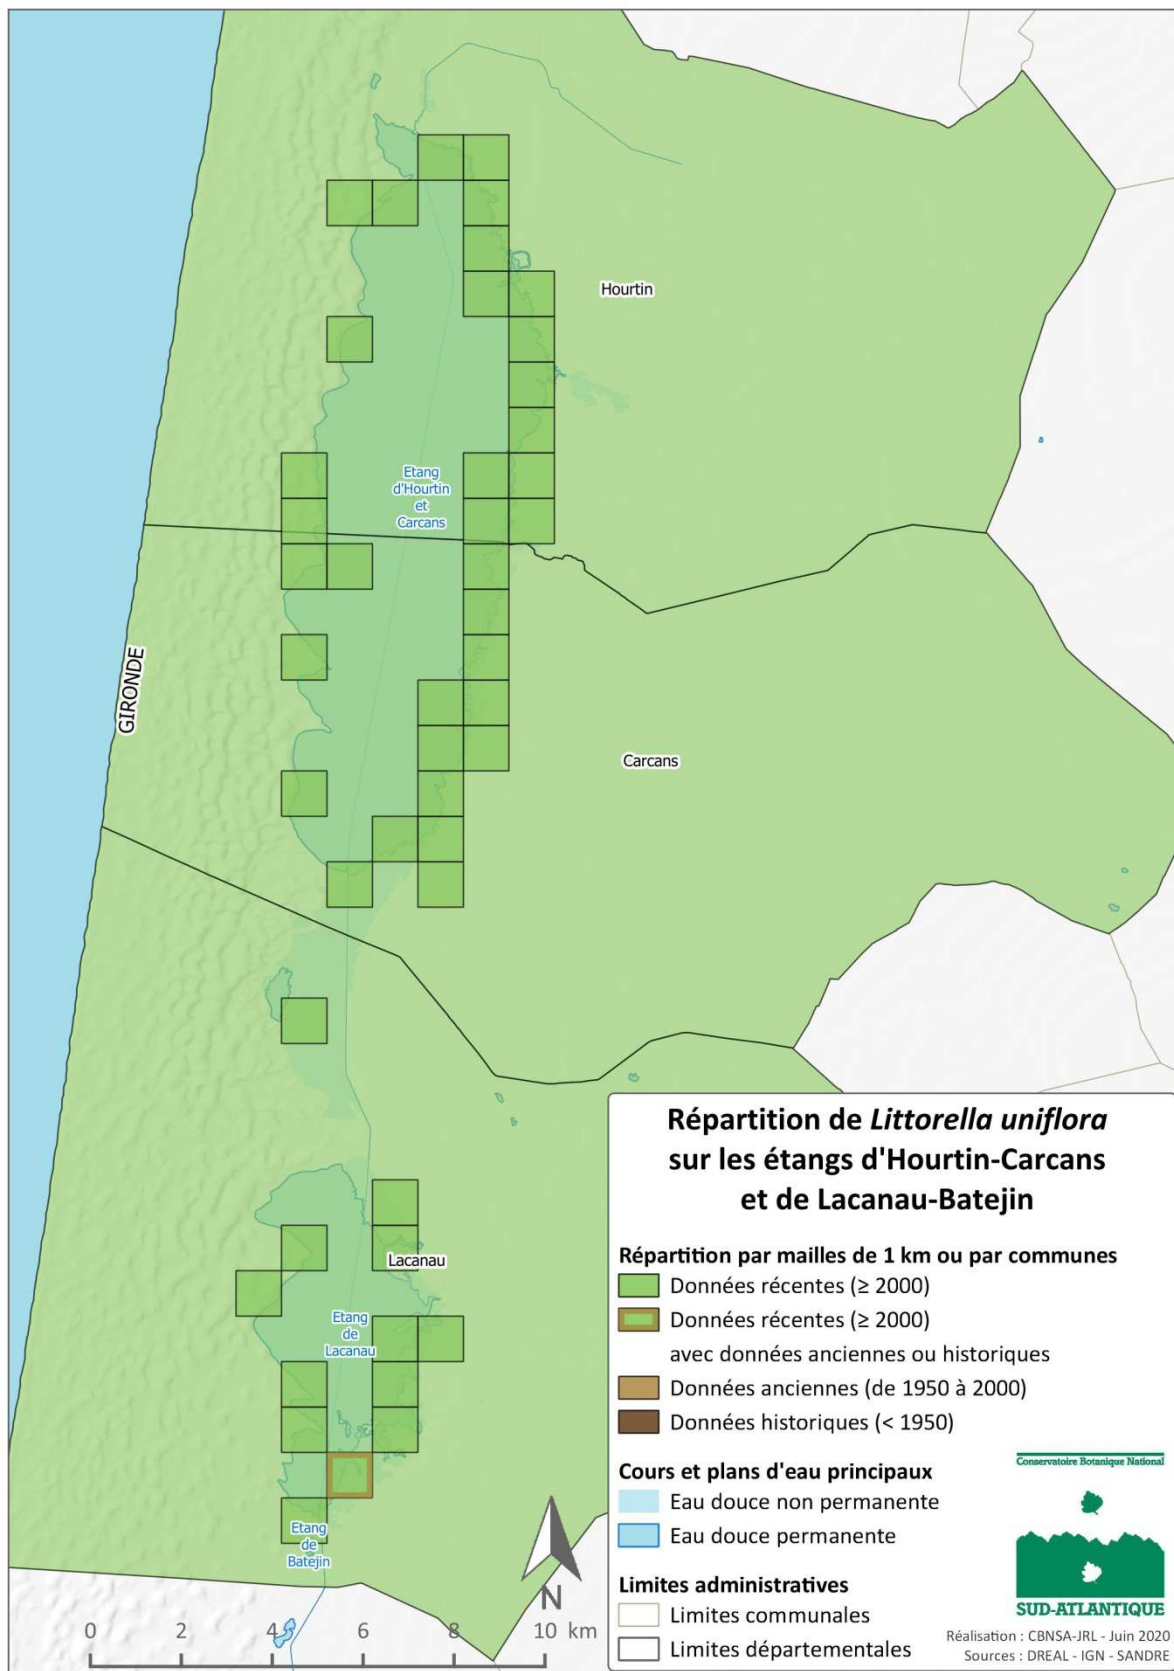 Hourtin
Etang
d'Hourtin
et
Carcans
GIRONDE
Carcans
Lacanau
Etang
de
Lacanau
Etang
de
Batejin
0 2 4 6 8 10 km
N
Répartition de Littorella uniflora
sur les étangs d'Hourtin-Carcans
et de Lacanau-Batejin
Répartition par mailles de 1 km ou par communes
Données récentes (≥ 2000)
Données récentes (≥ 2000)
avec données anciennes ou historiques
Données anciennes (de 1950 à 2000)
Données historiques (< 1950)
Cours et plans d'eau principaux
Eau douce non permanente
Eau douce permanente
Limites administratives
Limites communales
Limites départementales
Conservatoire Botanique National
SUD-ATLANTIQUE
Réalisation : CBNSA-JRL - Juin 2020
Sources : DREAL - IGN - SANDRE